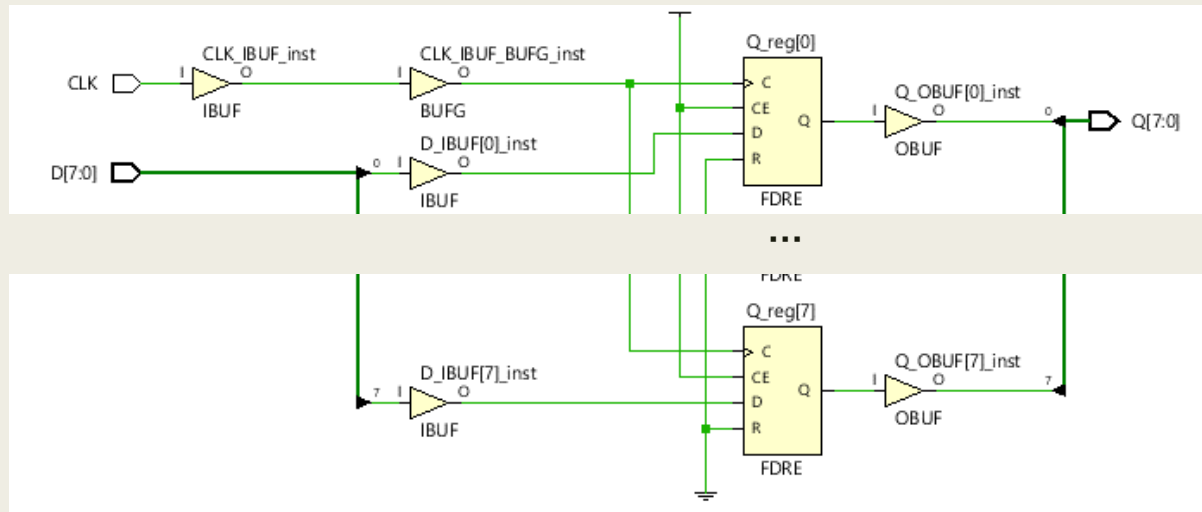 Q_reg[0]
CLK_IBUF_inst
CLK_IBUF_BUFG_inst
CLK
I
O
I
O
C
IBUF
BUFG
CE
Q
Q_OBUF[0]_inst
I
O
0
Q[7:0]
D_IBUF[0]_inst
D
OBUF
D[7:0]
0
I
O
R
IBUF
FDRE
...
FDRE
Q_reg[7]
C
Q_OBUF[7]_inst
D_IBUF[7]_inst
CE
Q
I
O
7
7
I
O
D
OBUF
IBUF
R
FDRE